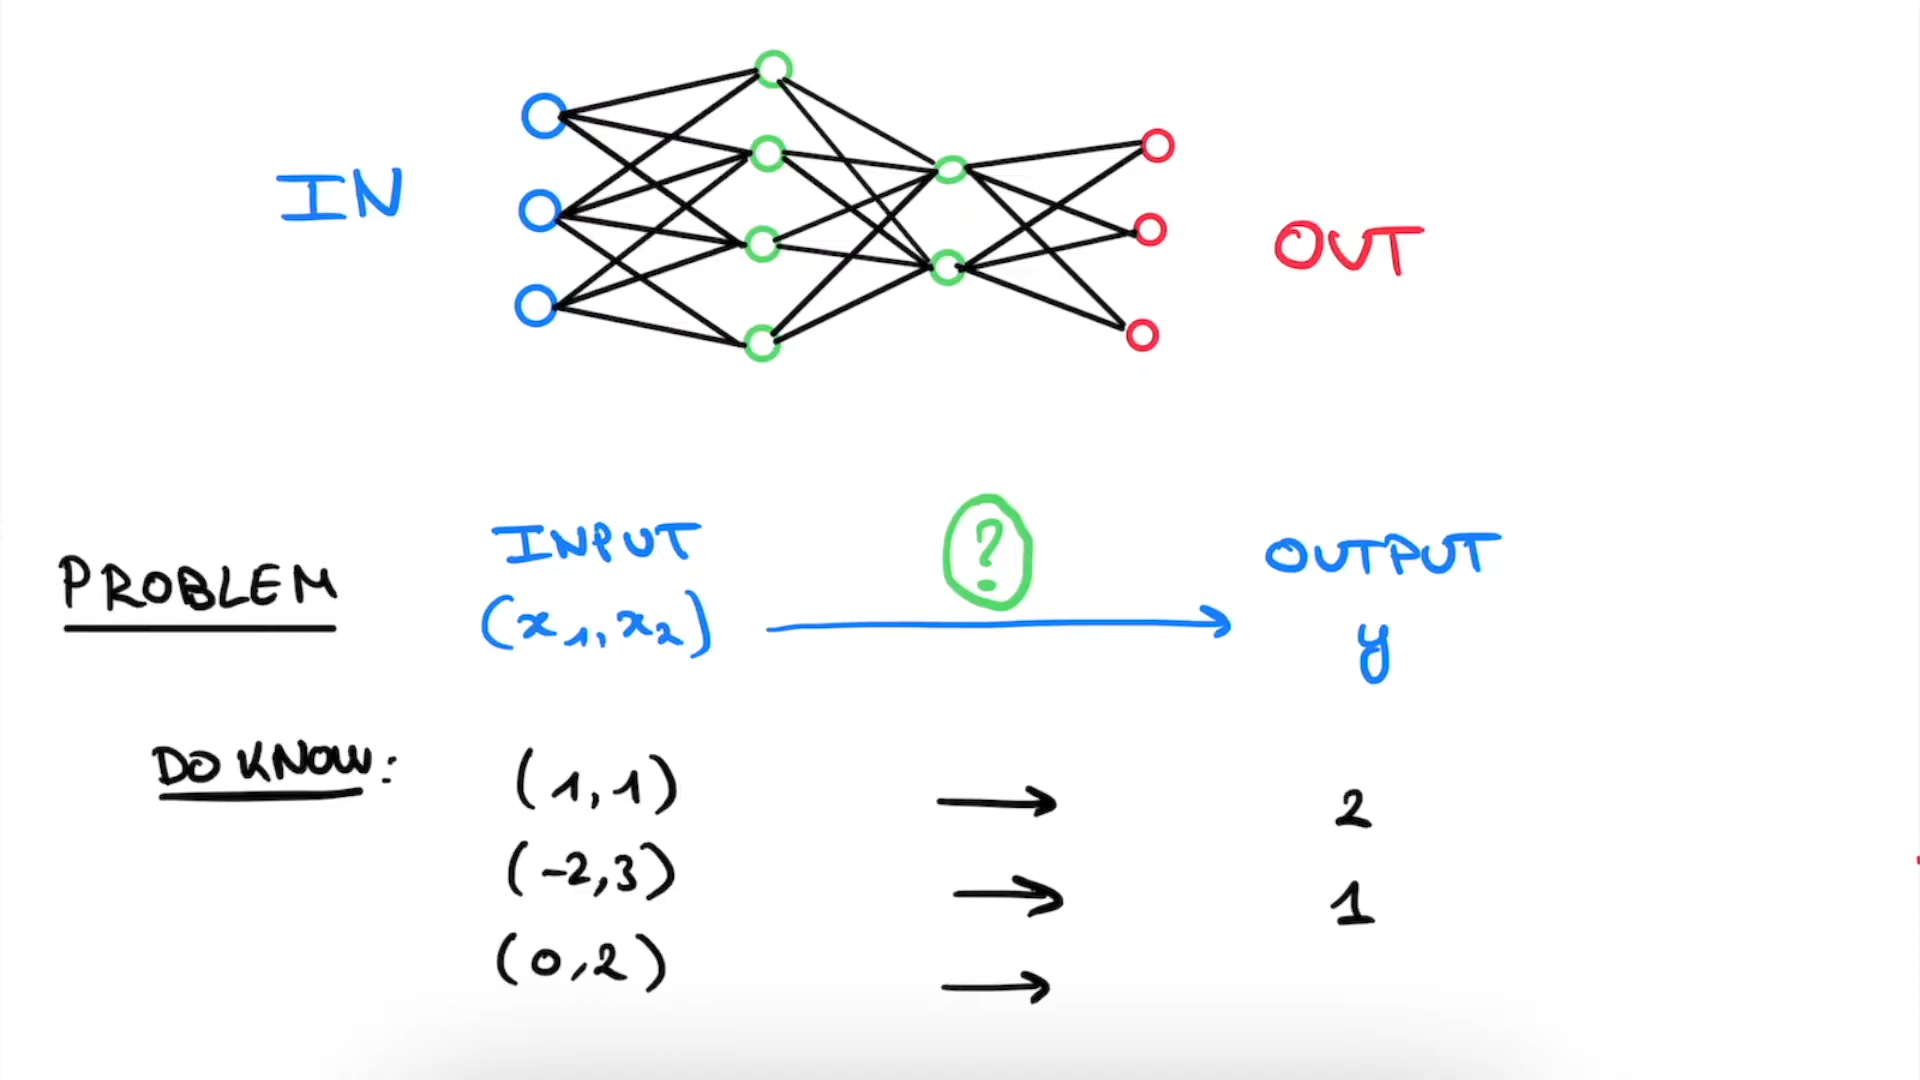 IN
OUT
INPUT ? OUTPUT
PROBLEM (x1, x2) → y
DO KNOW: (1, 1) → 2
(-2, 3) → 1
(0, 2) →